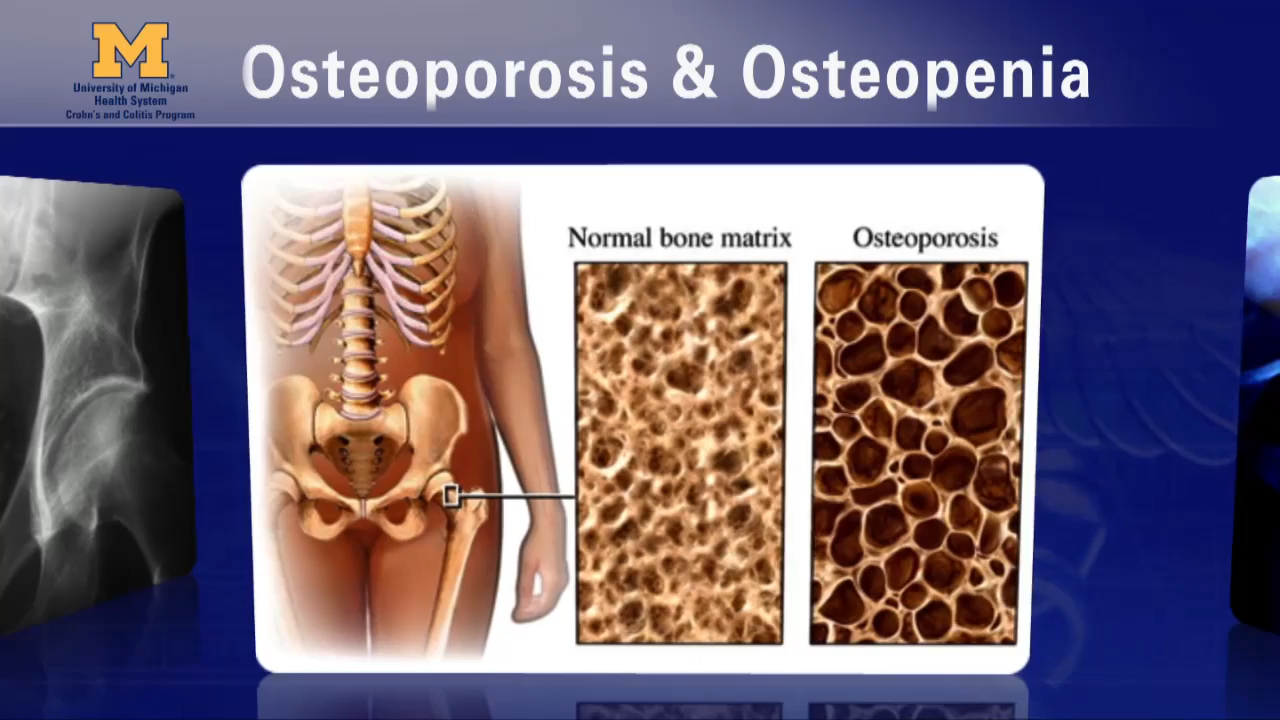 M
University of Michigan
Health System
Crohn's and Colitis Program
Osteoporosis & Osteopenia
Normal bone matrix
Osteoporosis